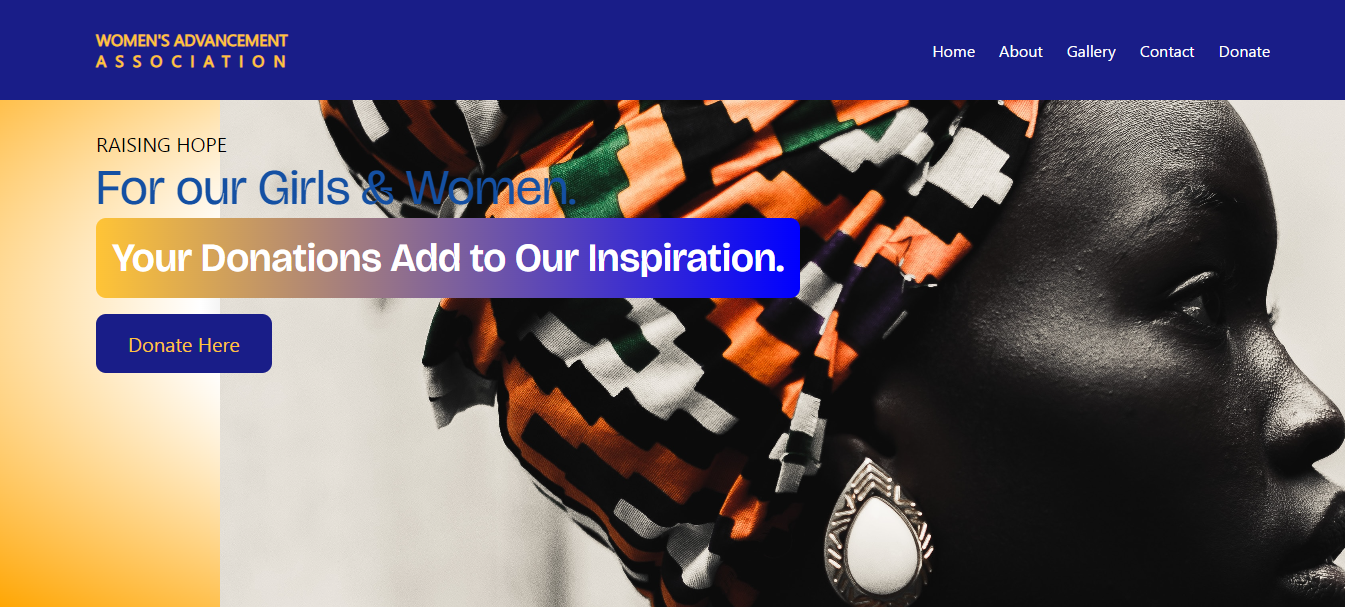 WOMEN'S ADVANCEMENT
ASSOCIATION
Home About Gallery Contact Donate
RAISING HOPE
For our Girls & Women.
Your Donations Add to Our Inspiration.
Donate Here